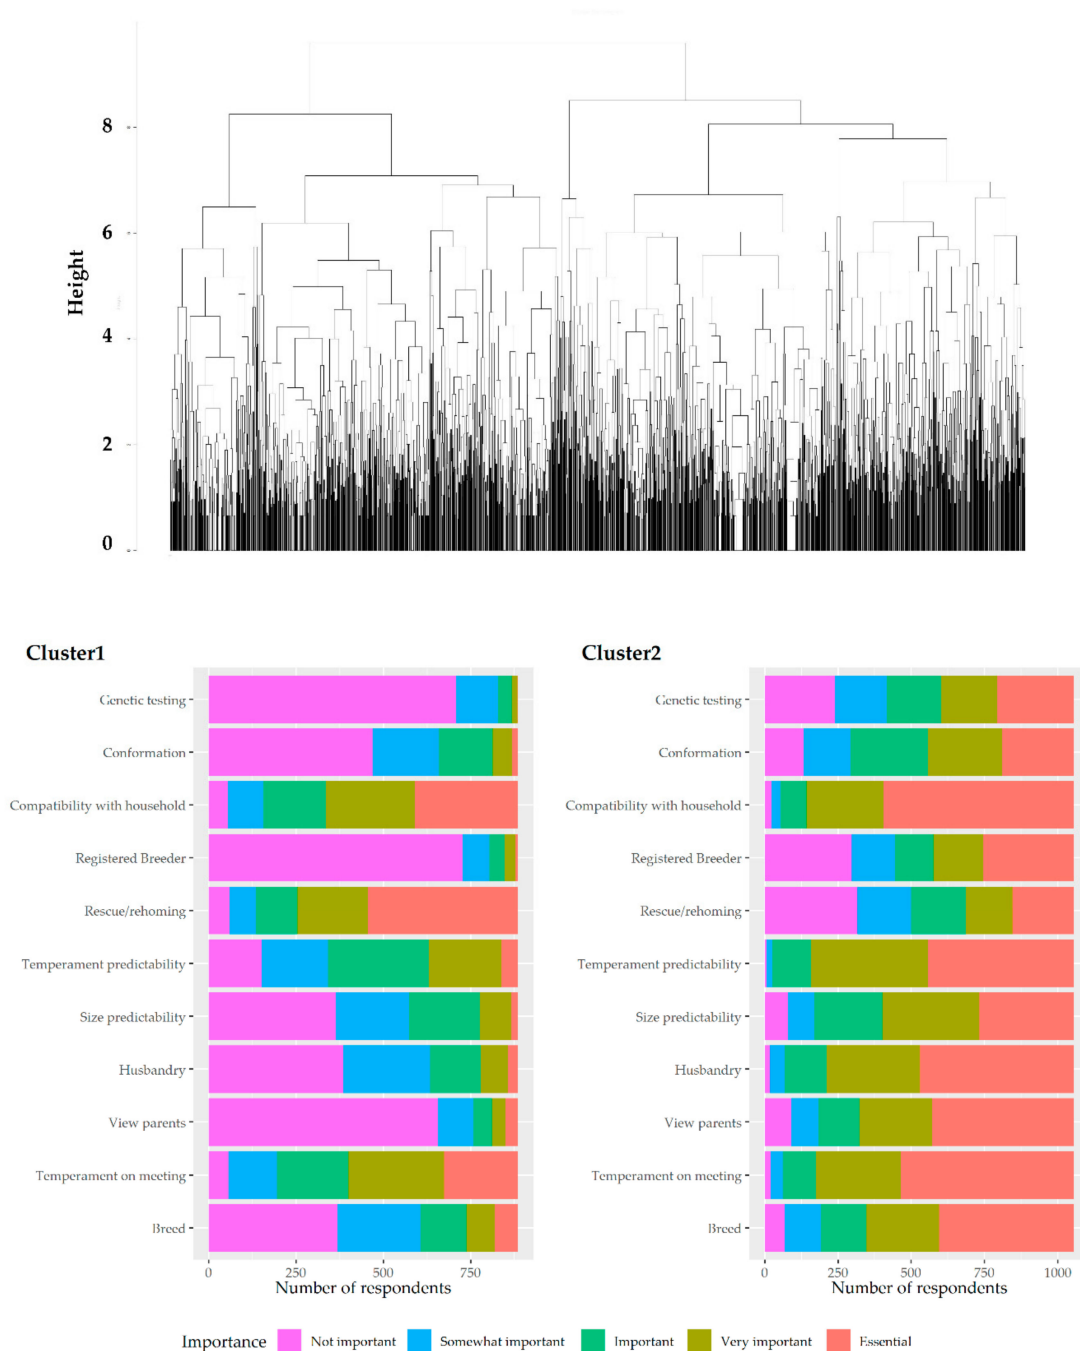 8
6
4
2
0
Height
Cluster1
Cluster2
Genetic testing
Conformation
Compatibility with household
Registered Breeder
Rescue/rehoming
Temperament predictability
Size predictability
Husbandry
View parents
Temperament on meeting
Breed
0 250 500 750
Number of respondents
Genetic testing
Conformation
Compatibility with household
Registered Breeder
Rescue/rehoming
Temperament predictability
Size predictability
Husbandry
View parents
Temperament on meeting
Breed
0 250 500 750 1000
Number of respondents
Importance Not important Somewhat important Important Very important Essential